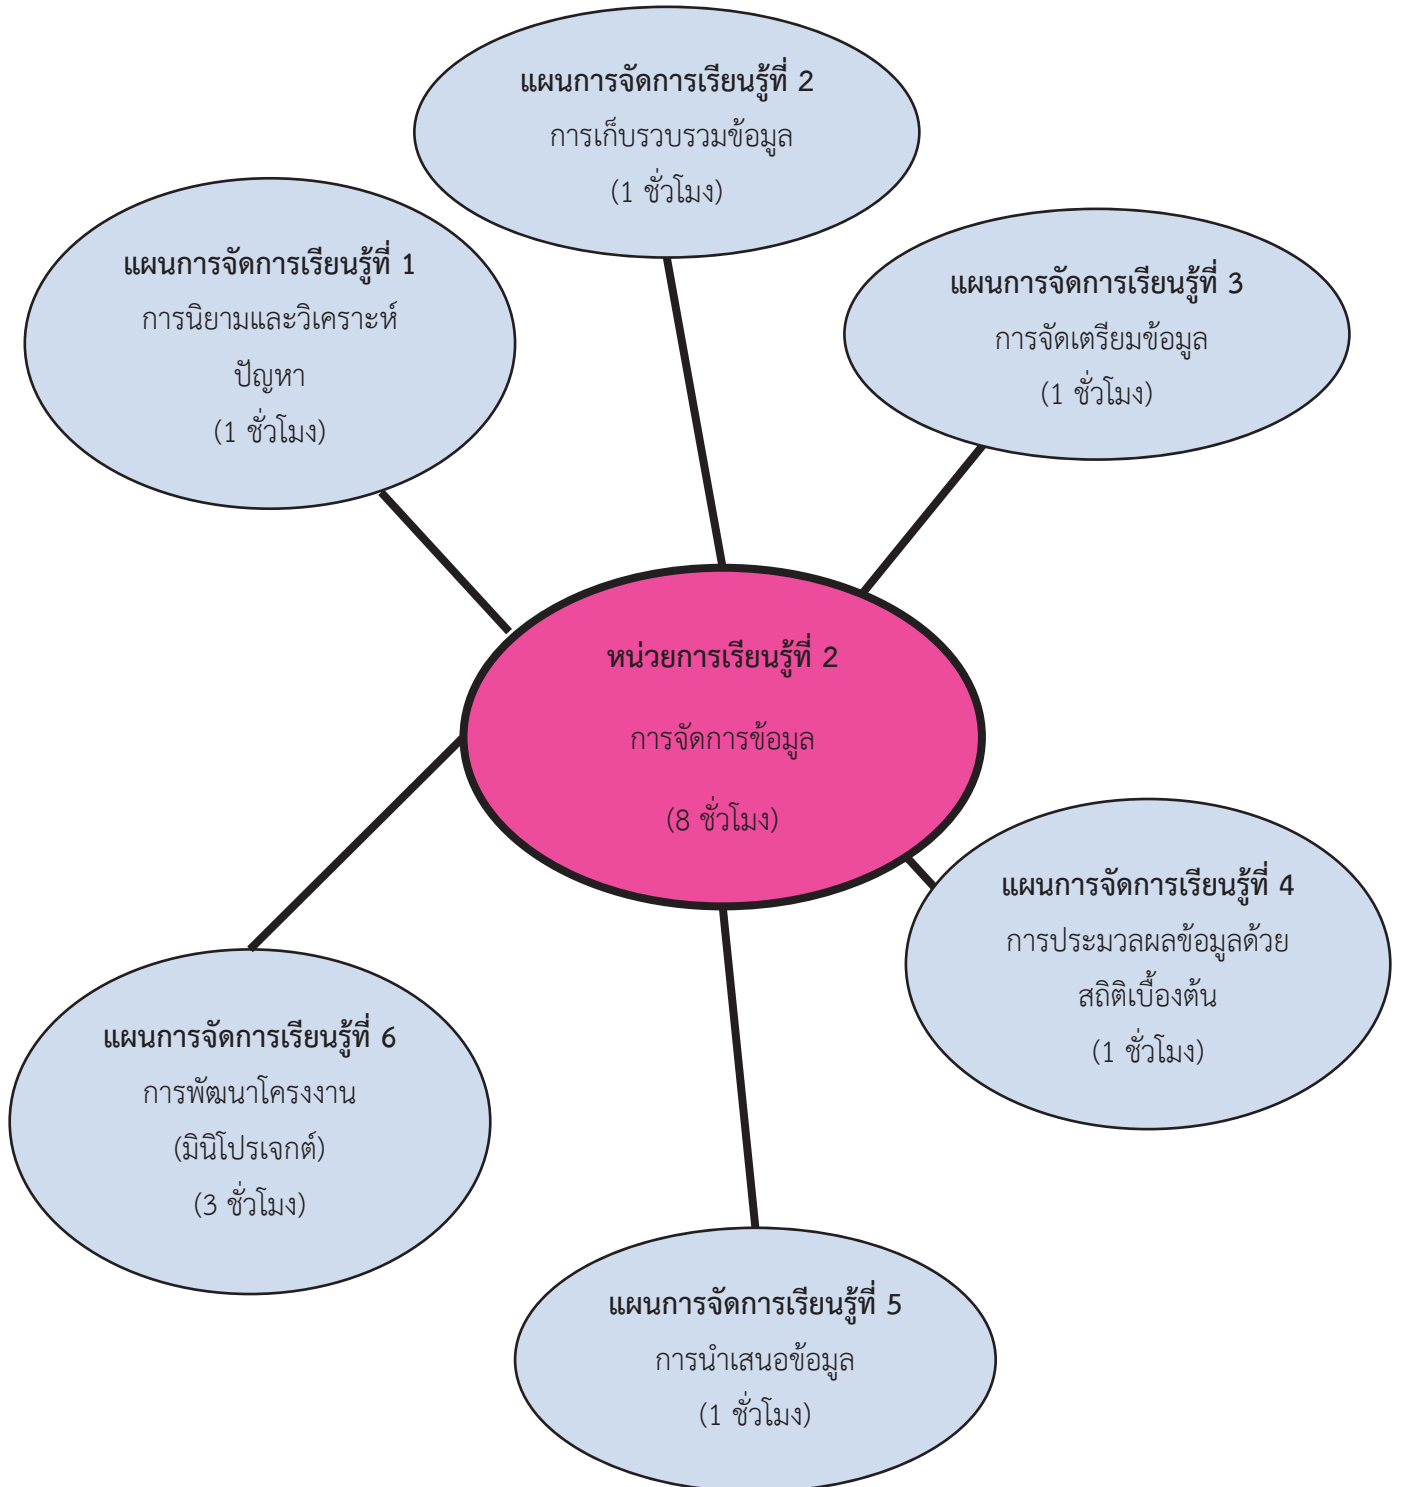 แผนการจัดการเรียนรู้ที่ 2
การเก็บรวบรวมข้อมูล
(1 ชั่วโมง)
แผนการจัดการเรียนรู้ที่ 1
การนิยามและวิเคราะห์
ปัญหา
(1 ชั่วโมง)
แผนการจัดการเรียนรู้ที่ 3
การจัดเตรียมข้อมูล
(1 ชั่วโมง)
หน่วยการเรียนรู้ที่ 2
การจัดการข้อมูล
(8 ชั่วโมง)
แผนการจัดการเรียนรู้ที่ 4
การประมวลผลข้อมูลด้วย
สถิติเบื้องต้น
(1 ชั่วโมง)
แผนการจัดการเรียนรู้ที่ 6
การพัฒนาโครงงาน
(มินิโปรเจกต์)
(3 ชั่วโมง)
แผนการจัดการเรียนรู้ที่ 5
การนำเสนอข้อมูล
(1 ชั่วโมง)